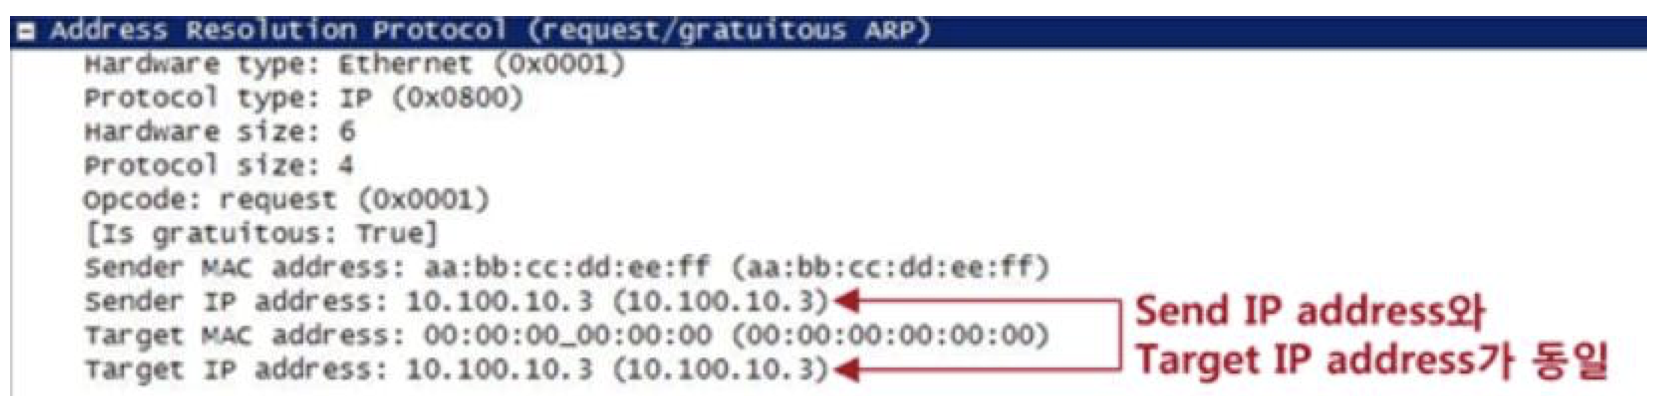 Address Resolution Protocol (request/gratuitous ARP)
Hardware type: Ethernet (0x0001)
Protocol type: IP (0x0800)
Hardware size: 6
Protocol size: 4
Opcode: request (0x0001)
[Is gratuitous: True]
Sender MAC address: aa:bb:cc:dd:ee:ff (aa:bb:cc:dd:ee:ff)
Sender IP address: 10.100.10.3 (10.100.10.3)
Target MAC address: 00:00:00_00:00:00 (00:00:00:00:00:00)
Target IP address: 10.100.10.3 (10.100.10.3)
Send IP address와
Target IP address가 동일